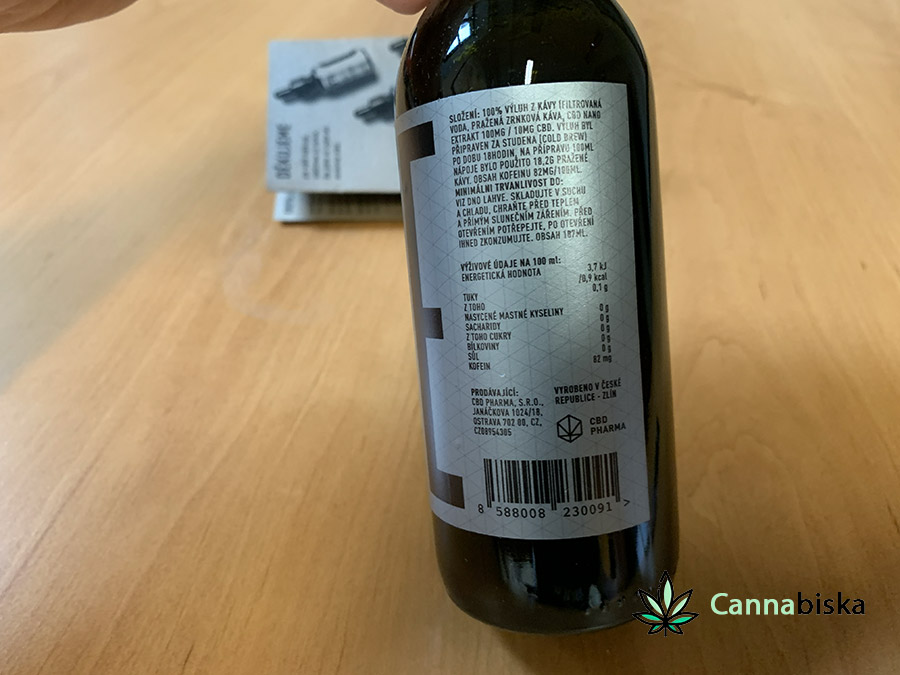 DĚKUJEME
SLOŽENÍ: 100% VÝLUH Z KÁVY (FILTROVANÁ
VODA, PRAŽENÁ ZRNKOVÁ KÁVA, CBD NANO
EXTRAKT 100MG / 10MG CBD. VÝLUH BYL
PŘIPRAVEN ZA STUDENA (COLD BREW)
PO DOBU 18HODIN, NA PŘÍPRAVU 100ML
NÁPOJE BYLO POUŽITO 18,2G PRAŽENÉ
KÁVY. OBSAH KOFEINU 82MG/100ML.
MINIMÁLNÍ TRVANLIVOST DO:
VIZ DNO LAHVE. SKLADUJTE V SUCHU
A CHLADU, CHRAŇTE PŘED TEPLEM
A PŘÍMÝM SLUNEČNÍM ZÁŘENÍM. PŘED
OTEVŘENÍM POTŘEPEJTE, PO OTEVŘENÍ
IHNED ZKONZUMUJTE. OBSAH 187ML.
VÝŽIVOVÉ ÚDAJE NA 100 ml:
ENERGETICKÁ HODNOTA 3,7 kJ
/0,9 kcal
0,1 g
TUKY
Z TOHO 0 g
NASYCENÉ MASTNÉ KYSELINY 0 g
SACHARIDY 0 g
Z TOHO CUKRY 0 g
BÍLKOVINY 0 g
SŮL 82 mg
KOFEIN
PRODÁVAJÍCÍ:
CBD PHARMA, S.R.O.,
JANÁČKOVA 1024/18,
OSTRAVA 702 00, CZ,
CZ08954305
VYROBENO V ČESKÉ
REPUBLICE - ZLÍN
CBD
PHARMA
8 588008 230091 >
Cannabiska